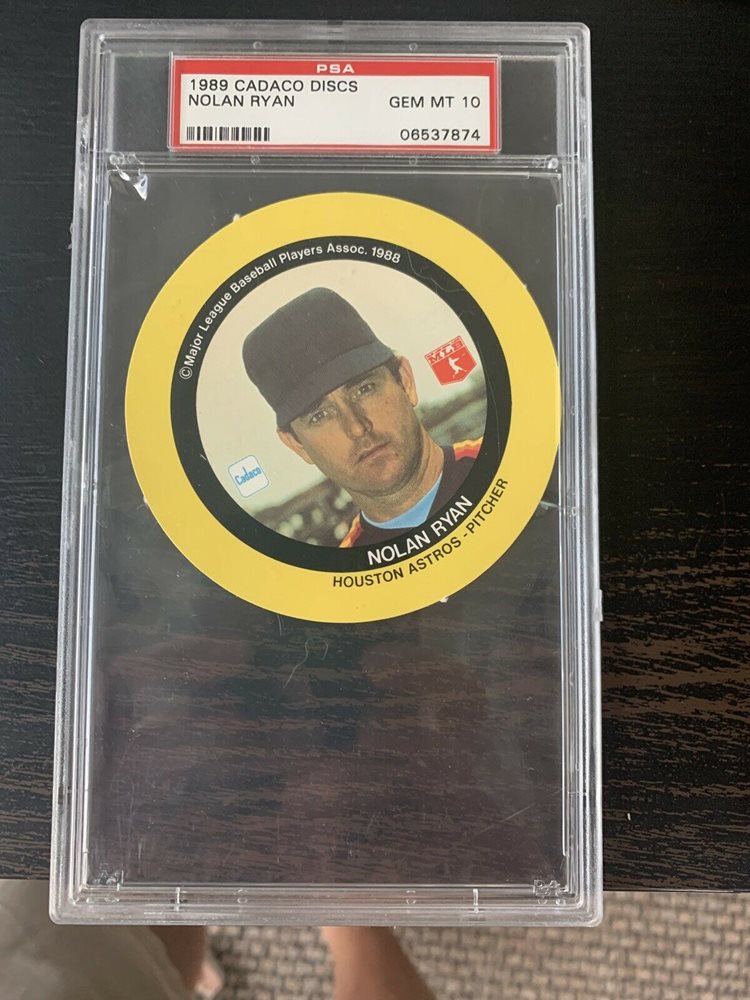 PSA
1989 CADACO DISCS
NOLAN RYAN GEM MT 10
06537874
©Major League Baseball Players Assoc. 1988
MLB
Cadaco
NOLAN RYAN
HOUSTON ASTROS - PITCHER